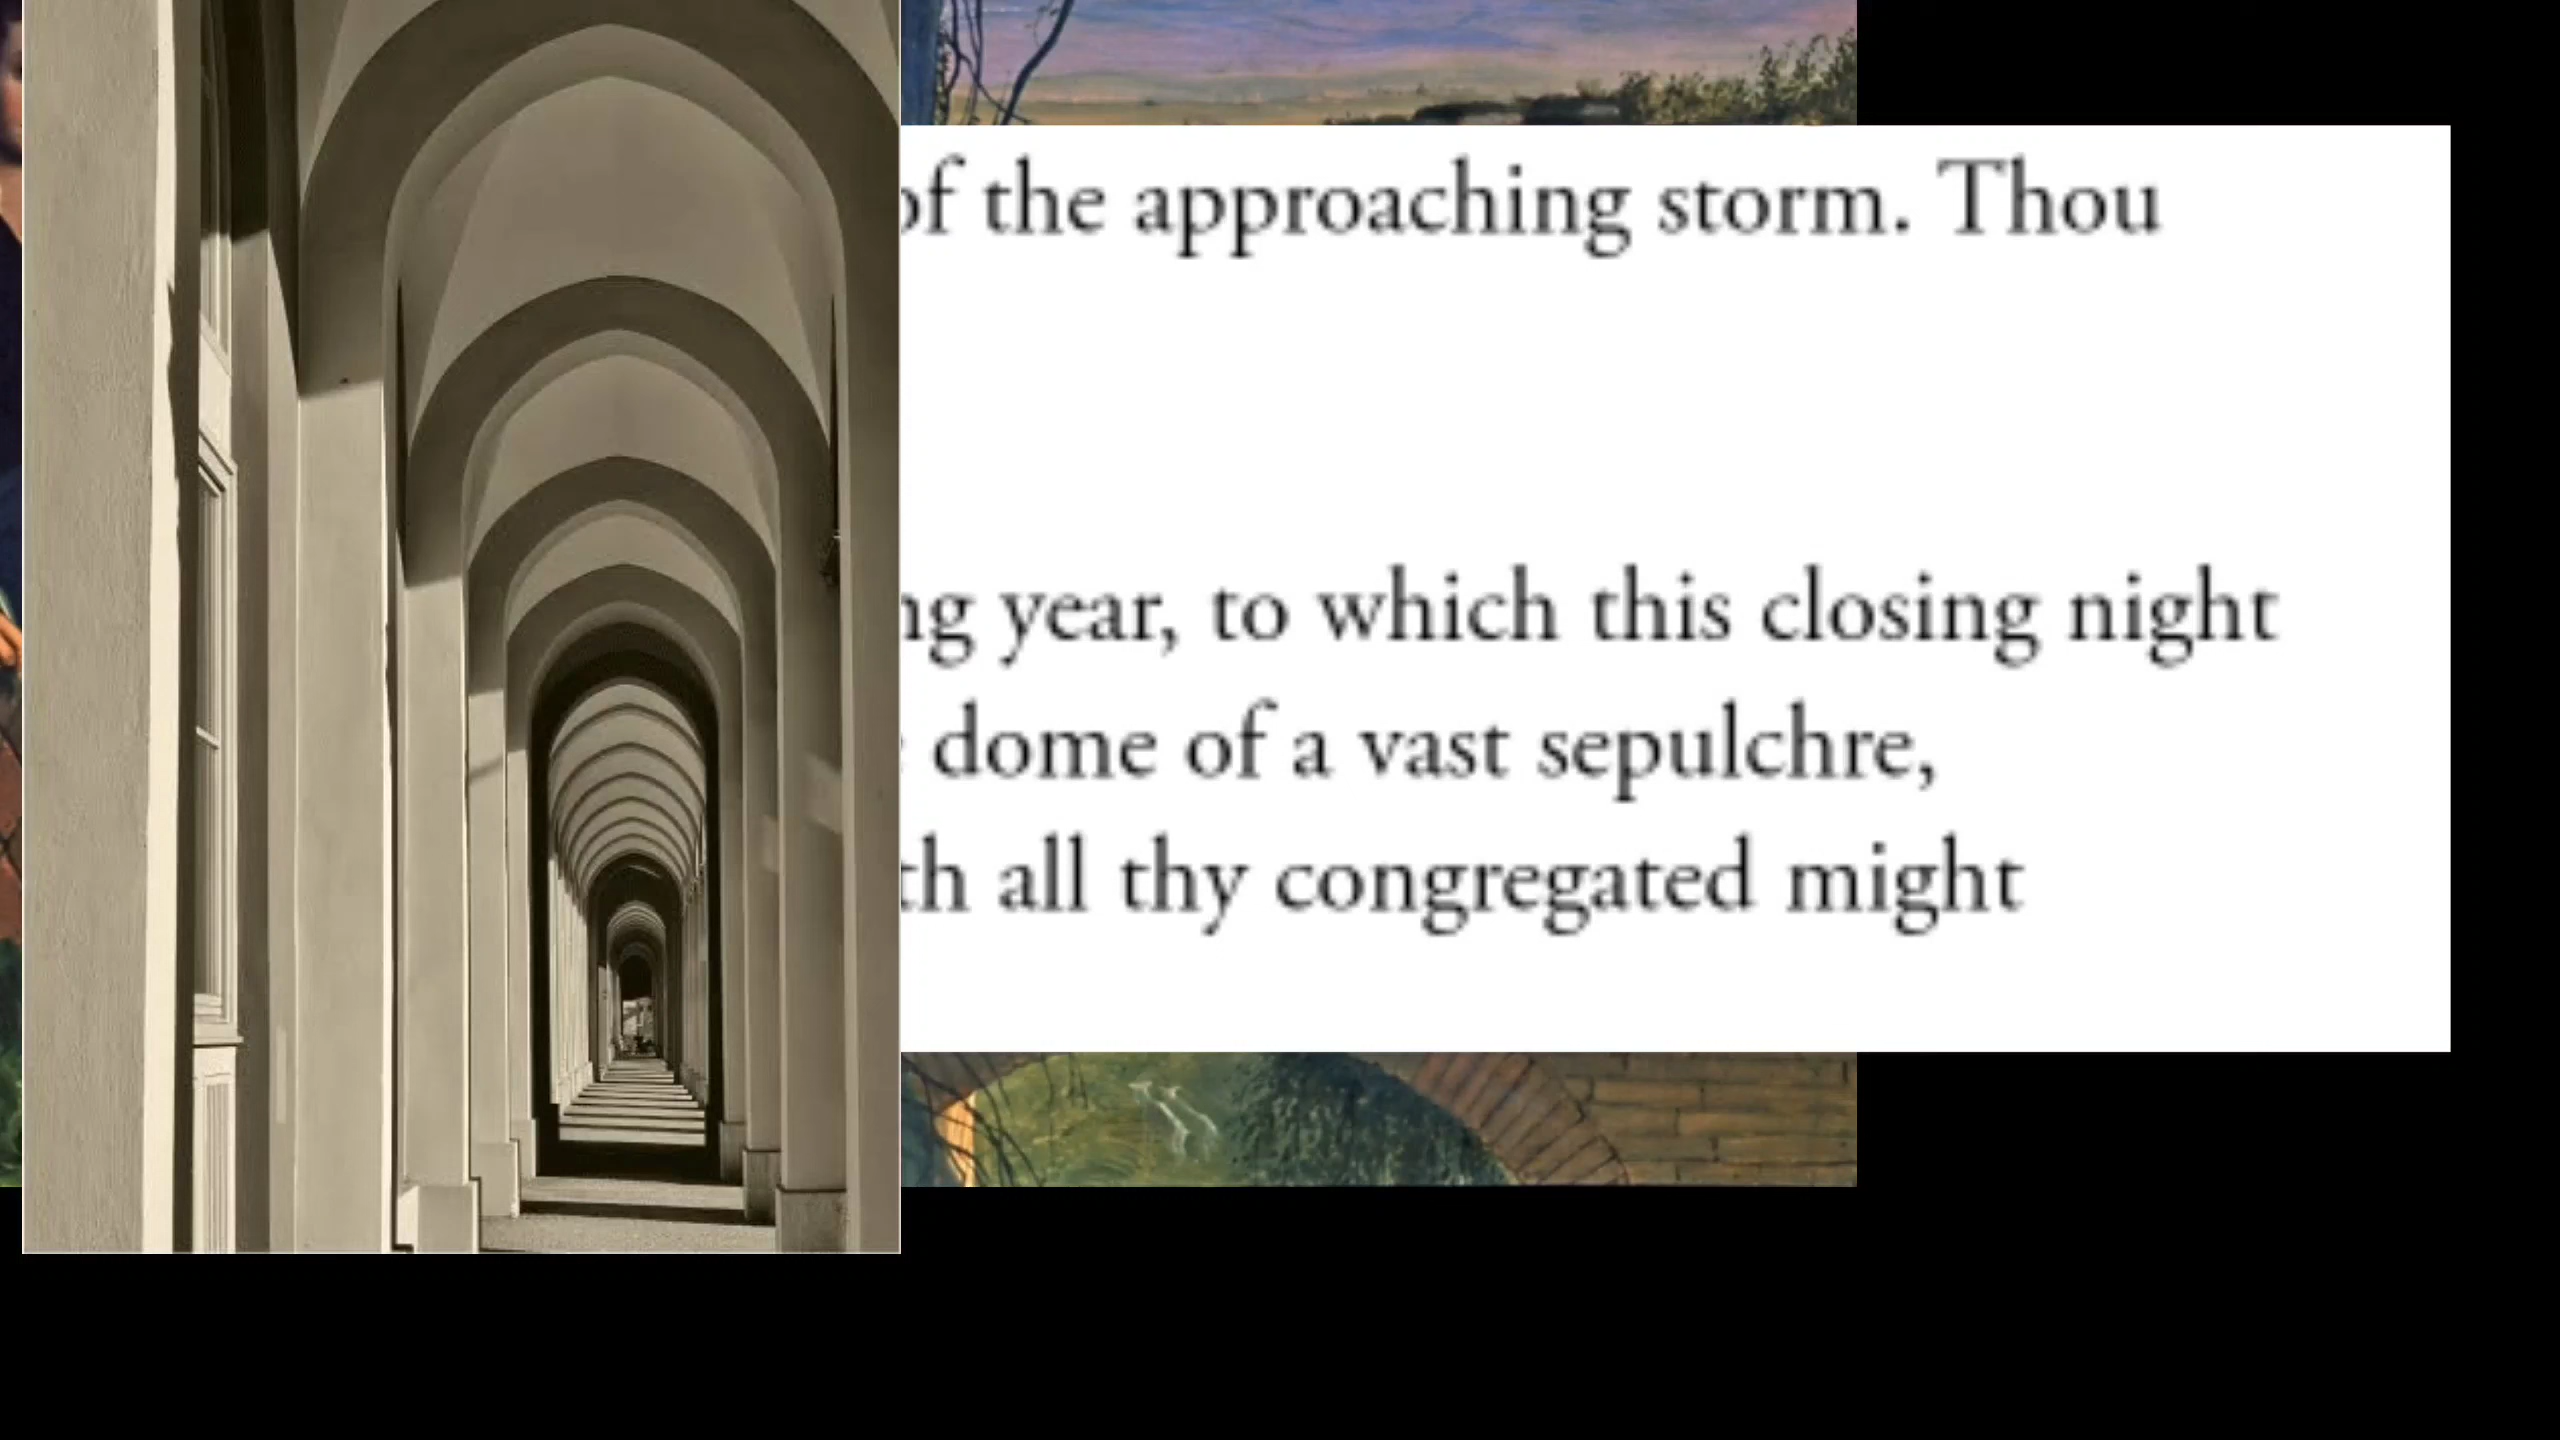 of the approaching storm. Thou
year, to which this closing night
dome of a vast sepulchre,
all thy congregated might